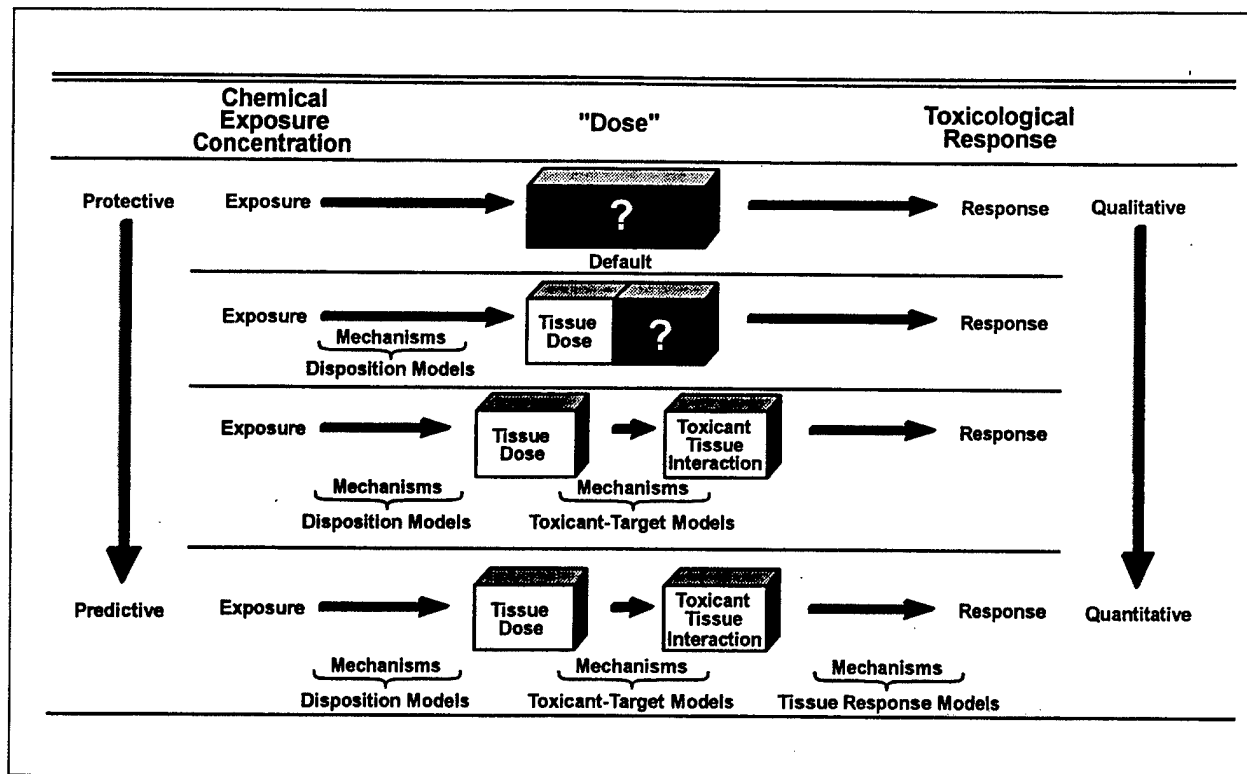 Chemical
Exposure
Concentration
"Dose"
Toxicological
Response
Protective
Exposure
?
Response
Qualitative
Default
Exposure
Tissue
Dose
?
Response
Mechanisms
Disposition Models
Exposure
Tissue
Dose
Toxicant
Tissue
Interaction
Response
Mechanisms
Mechanisms
Disposition Models
Toxicant-Target Models
Predictive
Exposure
Tissue
Dose
Toxicant
Tissue
Interaction
Response
Quantitative
Mechanisms
Mechanisms
Mechanisms
Disposition Models
Toxicant-Target Models
Tissue Response Models